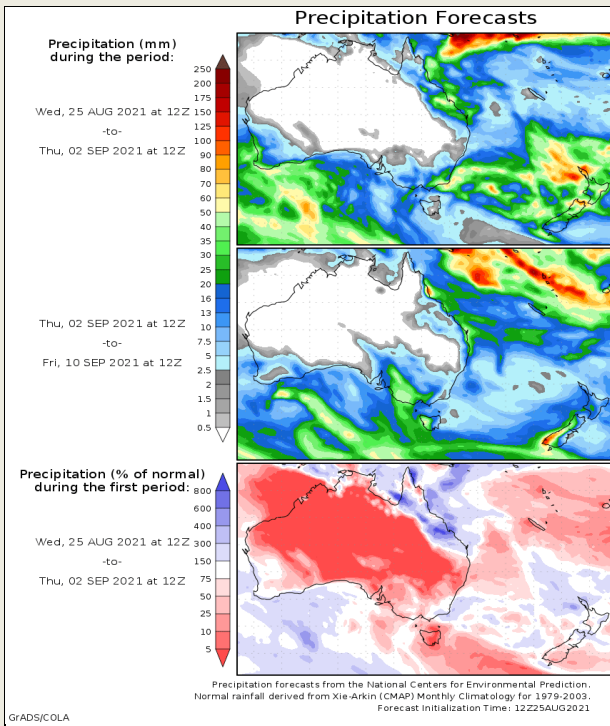 Precipitation Forecasts
Precipitation (mm)
during the period:
Wed, 25 AUG 2021 at 12Z
-to-
Thu, 02 SEP 2021 at 12Z
250
200
175
150
125
100
90
80
70
60
50
40
35
30
25
20
16
13
10
7.5
5
2.5
2
1.5
1
0.5
Thu, 02 SEP 2021 at 12Z
-to-
Fri, 10 SEP 2021 at 12Z
Precipitation (% of normal)
during the first period:
Wed, 25 AUG 2021 at 12Z
-to-
Thu, 02 SEP 2021 at 12Z
800
600
400
300
150
75
50
25
10
5
Precipitation forecasts from the National Centers for Environmental Prediction.
Normal rainfall derived from Xie-Arkin (CMAP) Monthly Climatology for 1979-2003.
Forecast Initialization Time: 12Z25AUG2021
GrADS/COLA